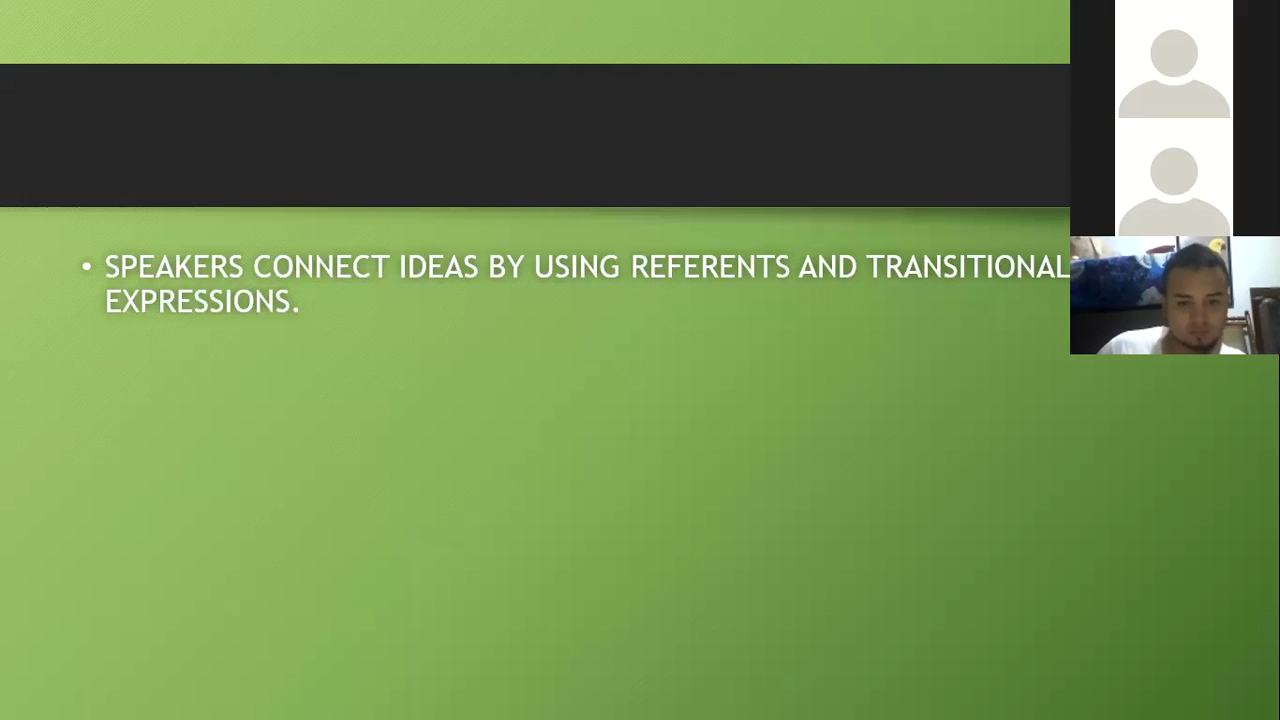 • SPEAKERS CONNECT IDEAS BY USING REFERENTS AND TRANSITIONAL
EXPRESSIONS.